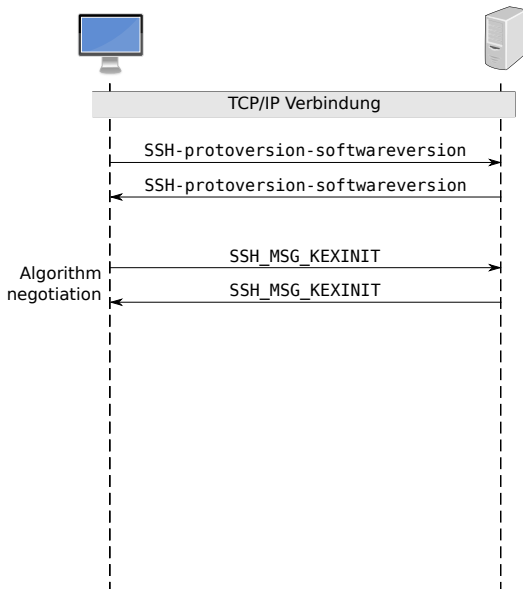 TCP/IP Verbindung
SSH-protoversion-softwareversion
SSH-protoversion-softwareversion
SSH_MSG_KEXINIT
Algorithm
negotiation
SSH_MSG_KEXINIT